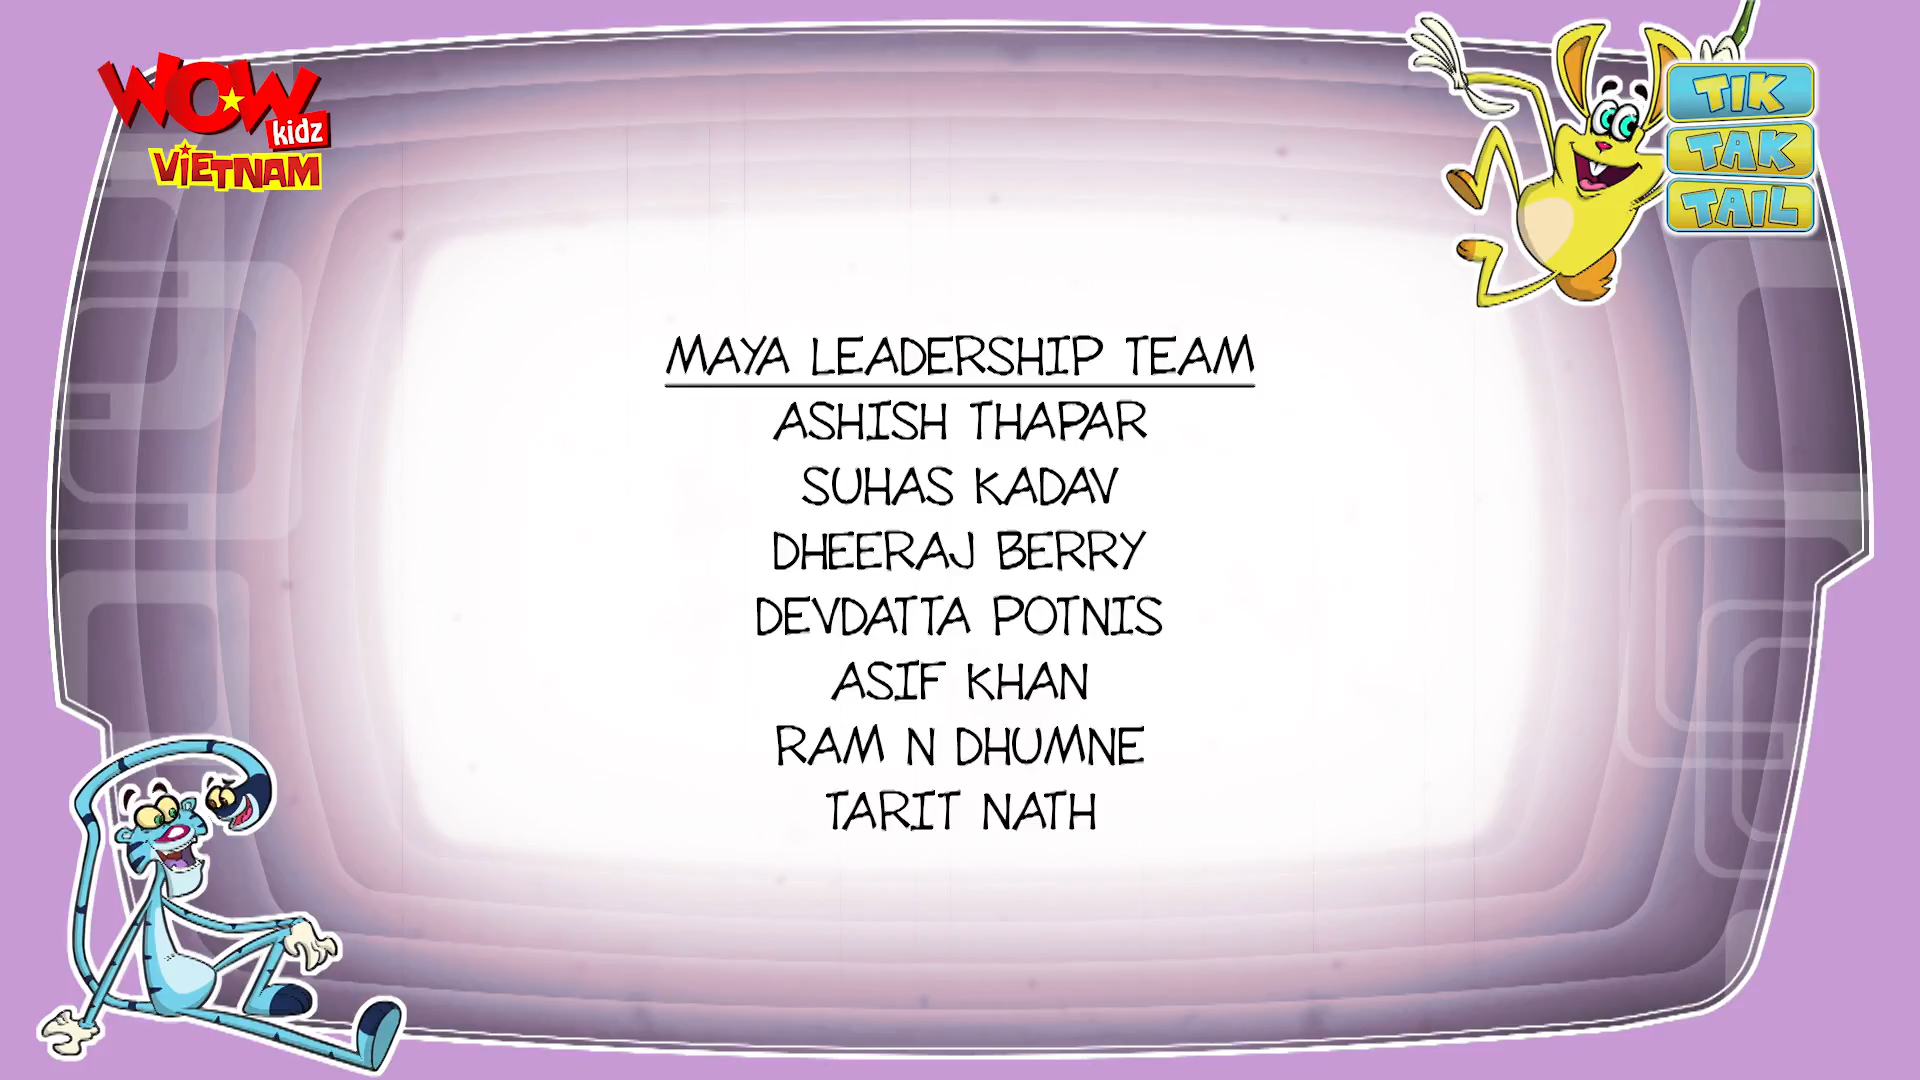 WOW
kidz
VIETNAM
TIK
TAK
TAIL
MAYA LEADERSHIP TEAM
ASHISH THAPAR
SUHAS KADAV
DHEERAJ BERRY
DEVDATTA POTNIS
ASIF KHAN
RAM N DHUMNE
TARIT NATH